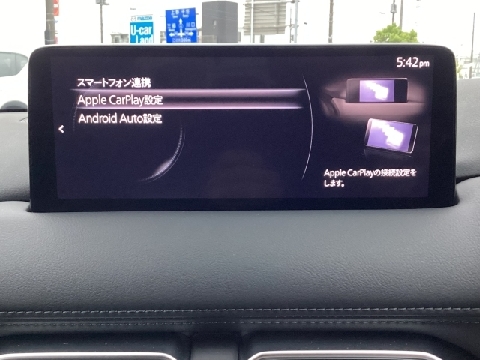 U-car
Land
5:42pm
スマートフォン連携
Apple CarPlay設定
Android Auto設定
Apple CarPlayの接続設定を
します。